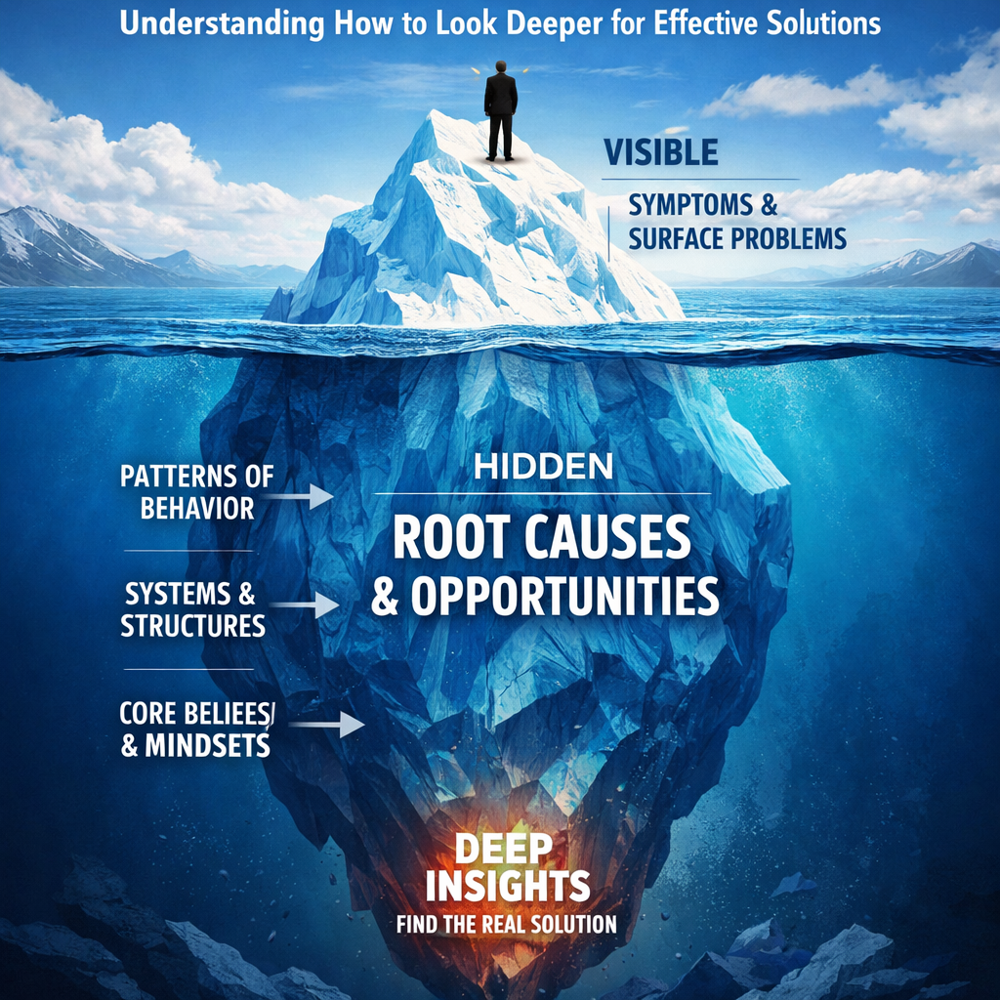 Understanding How to Look Deeper for Effective Solutions
VISIBLE
SYMPTOMS &
SURFACE PROBLEMS
HIDDEN
ROOT CAUSES
& OPPORTUNITIES
PATTERNS OF
BEHAVIOR
SYSTEMS &
STRUCTURES
CORE BELIEES/
& MINDSETS
DEEP
INSIGHTS
FIND THE REAL SOLUTION